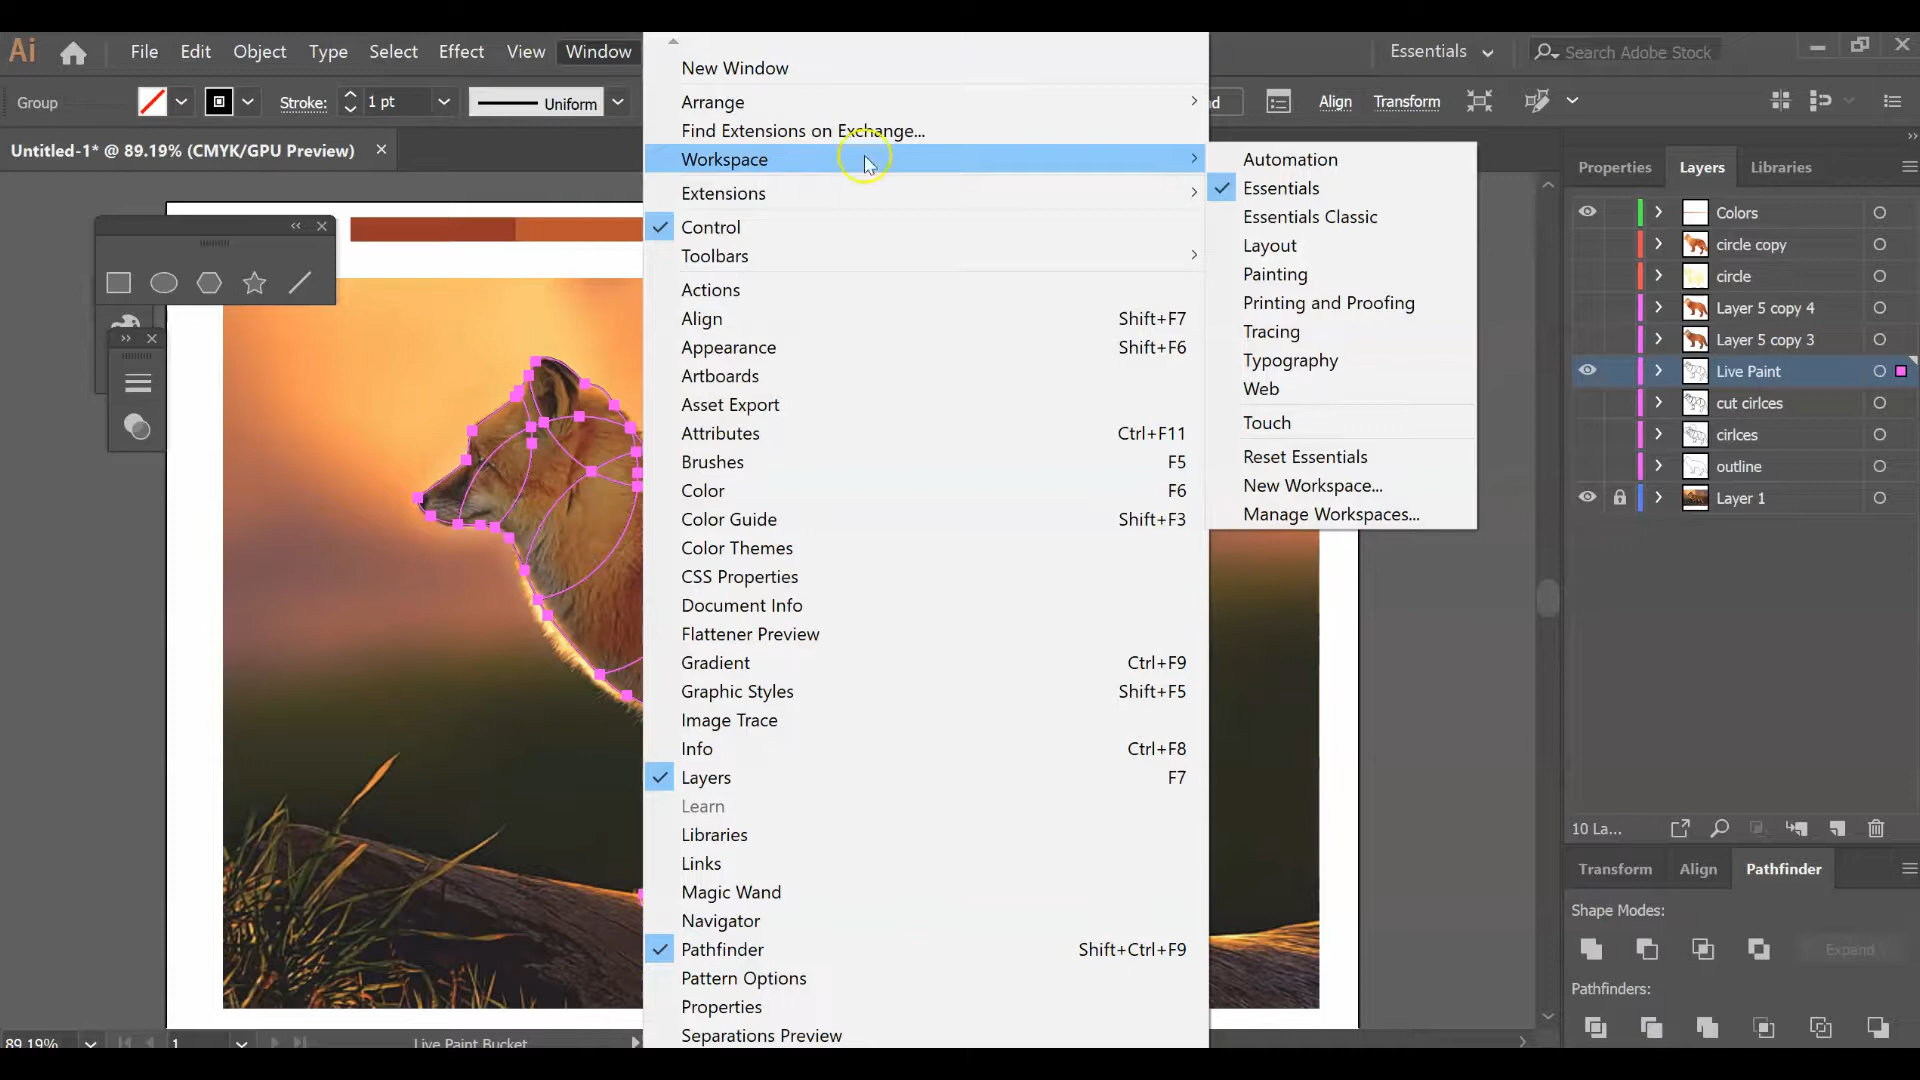 Ai
File Edit Object Type Select Effect View Window
Essentials
Search Adobe Stock
Group
Stroke:
1 pt
Uniform
Align
Transform
Untitled-1* @ 89.19% (CMYK/GPU Preview)
New Window
Arrange
Find Extensions on Exchange...
Workspace
Extensions
Control
Toolbars
Actions
Align Shift+F7
Appearance Shift+F6
Artboards
Asset Export
Attributes Ctrl+F11
Brushes F5
Color F6
Color Guide Shift+F3
Color Themes
CSS Properties
Document Info
Flattener Preview
Gradient Ctrl+F9
Graphic Styles Shift+F5
Image Trace
Info Ctrl+F8
Layers F7
Learn
Libraries
Links
Magic Wand
Navigator
Pathfinder Shift+Ctrl+F9
Pattern Options
Properties
Separations Preview
Automation
Essentials
Essentials Classic
Layout
Painting
Printing and Proofing
Tracing
Typography
Web
Touch
Reset Essentials
New Workspace...
Manage Workspaces...
Properties Layers Libraries
Colors
circle copy
circle
Layer 5 copy 4
Layer 5 copy 3
Live Paint
cut cirlces
cirlces
outline
Layer 1
10 La...
Transform Align Pathfinder
Shape Modes:
Expand
Pathfinders:
89.19%
1
Live Paint Bucket